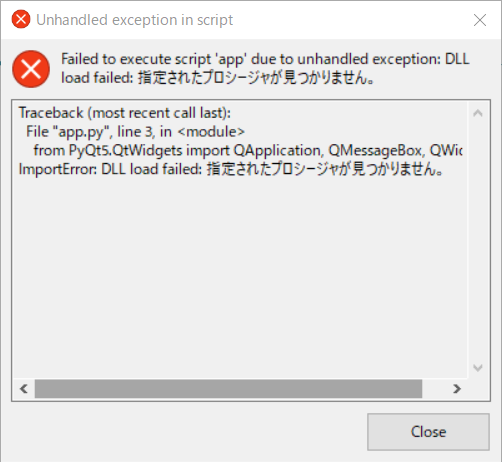 Unhandled exception in script
Failed to execute script 'app' due to unhandled exception: DLL
load failed: 指定されたプロシージャが見つかりません。
Traceback (most recent call last):
File "app.py", line 3, in <module>
from PyQt5.QtWidgets import QApplication, QMessageBox, QWid
ImportError: DLL load failed: 指定されたプロシージャが見つかりません。
Close